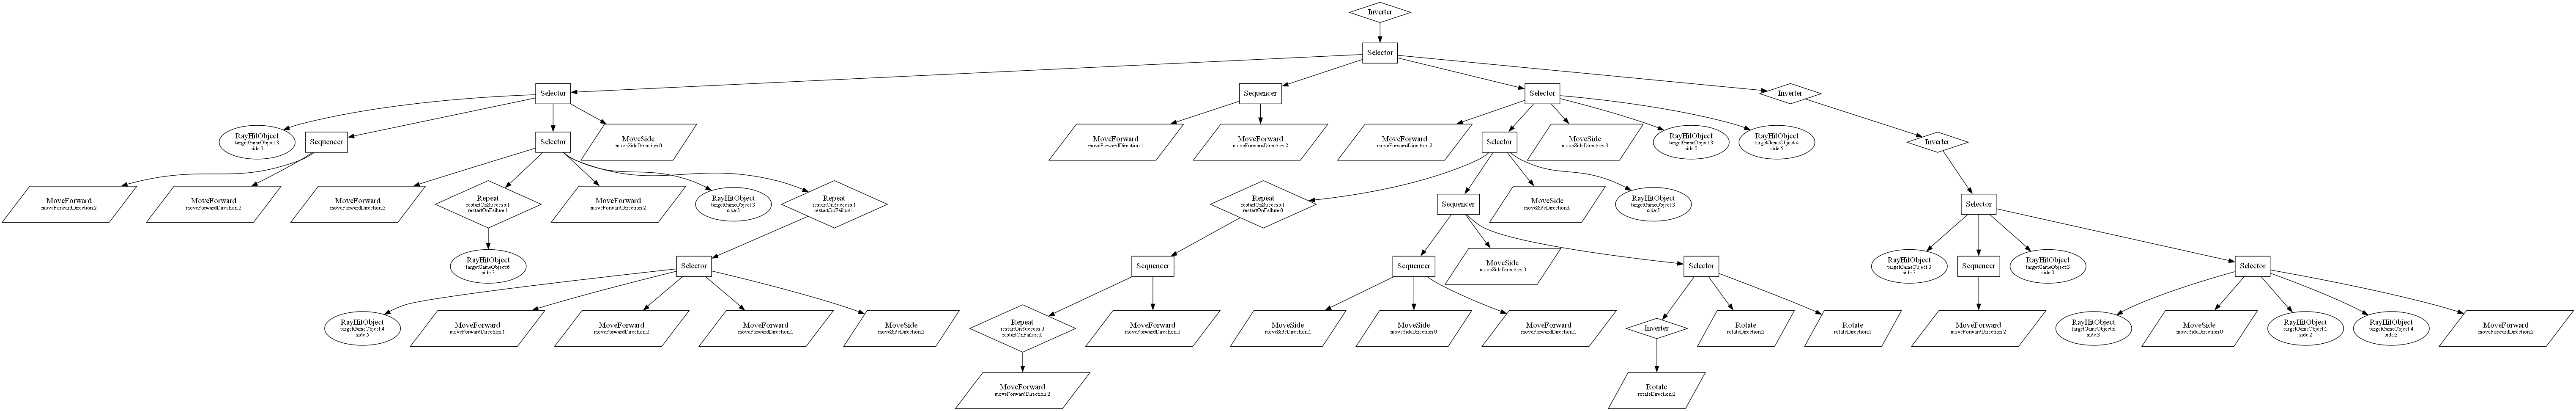 Inverter
Selector
Selector
Sequencer
Selector
Inverter
RayHitObject
targetGameObject:3
side:3
Sequencer
Selector
MoveSide
moveSideDirection:0
MoveForward
moveForwardDirection:1
MoveForward
moveForwardDirection:2
MoveForward
moveForwardDirection:2
Selector
MoveSide
moveSideDirection:3
RayHitObject
targetGameObject:3
side:0
RayHitObject
targetGameObject:4
side:5
Inverter
MoveForward
moveForwardDirection:2
MoveForward
moveForwardDirection:2
MoveForward
moveForwardDirection:2
Repeat
restartOnSuccess:1
restartOnFailure:1
MoveForward
moveForwardDirection:2
RayHitObject
targetGameObject:3
side:3
Repeat
restartOnSuccess:1
restartOnFailure:1
Repeat
restartOnSuccess:1
restartOnFailure:0
Sequencer
MoveSide
moveSideDirection:0
RayHitObject
targetGameObject:3
side:5
Selector
RayHitObject
targetGameObject:6
side:3
Selector
Sequencer
Sequencer
MoveSide
moveSideDirection:0
Selector
RayHitObject
targetGameObject:3
side:3
Sequencer
RayHitObject
targetGameObject:3
side:3
Selector
RayHitObject
targetGameObject:4
side:5
MoveForward
moveForwardDirection:1
MoveForward
moveForwardDirection:2
MoveForward
moveForwardDirection:1
MoveSide
moveSideDirection:2
Repeat
restartOnSuccess:0
restartOnFailure:0
MoveForward
moveForwardDirection:0
MoveSide
moveSideDirection:1
MoveSide
moveSideDirection:0
MoveForward
moveForwardDirection:1
Inverter
Rotate
rotateDirection:2
Rotate
rotateDirection:1
MoveForward
moveForwardDirection:2
RayHitObject
targetGameObject:6
side:3
MoveSide
moveSideDirection:0
RayHitObject
targetGameObject:1
side:2
RayHitObject
targetGameObject:4
side:3
MoveForward
moveForwardDirection:2
MoveForward
moveForwardDirection:2
Rotate
rotateDirection:2